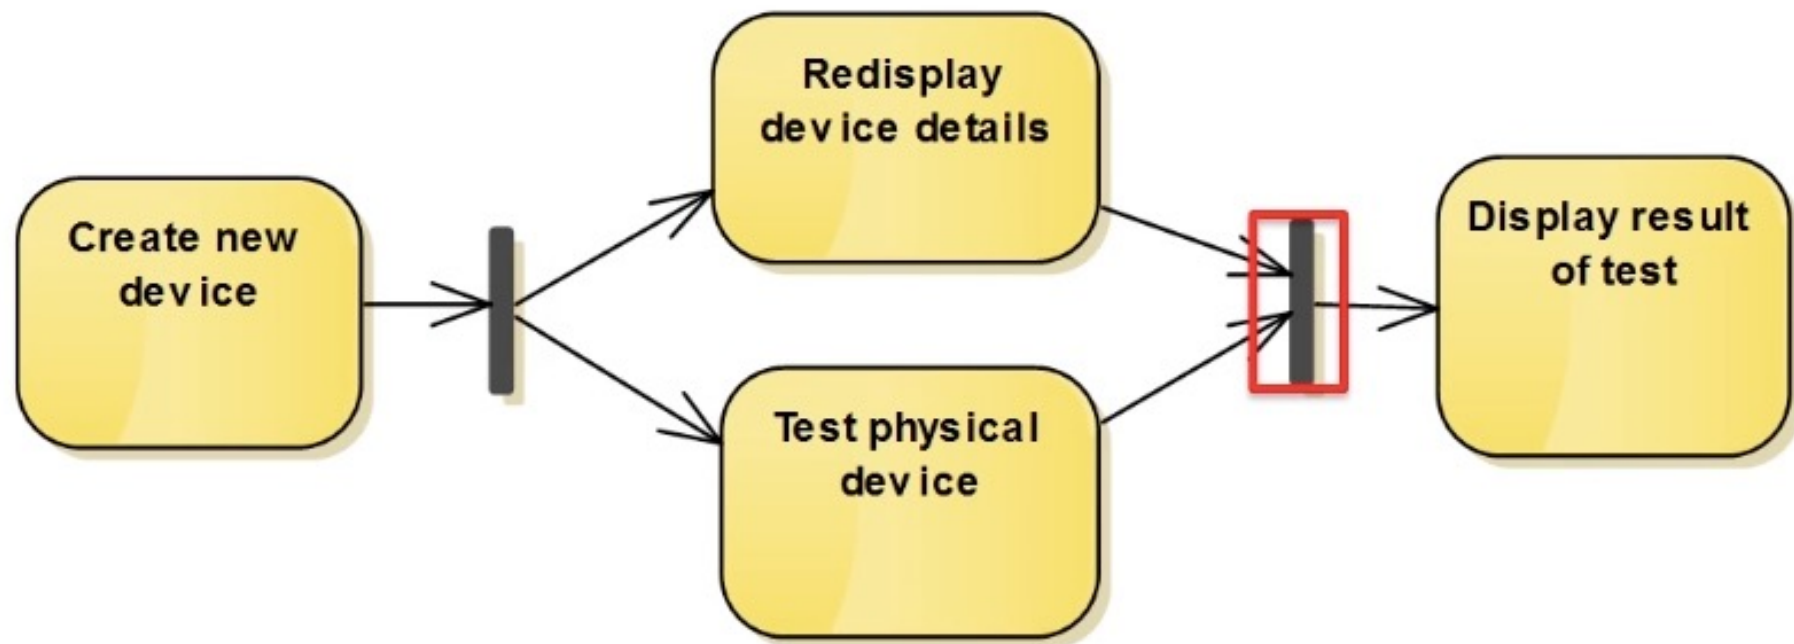 Create new
device
Redisplay
device details
Test physical
device
Display result
of test